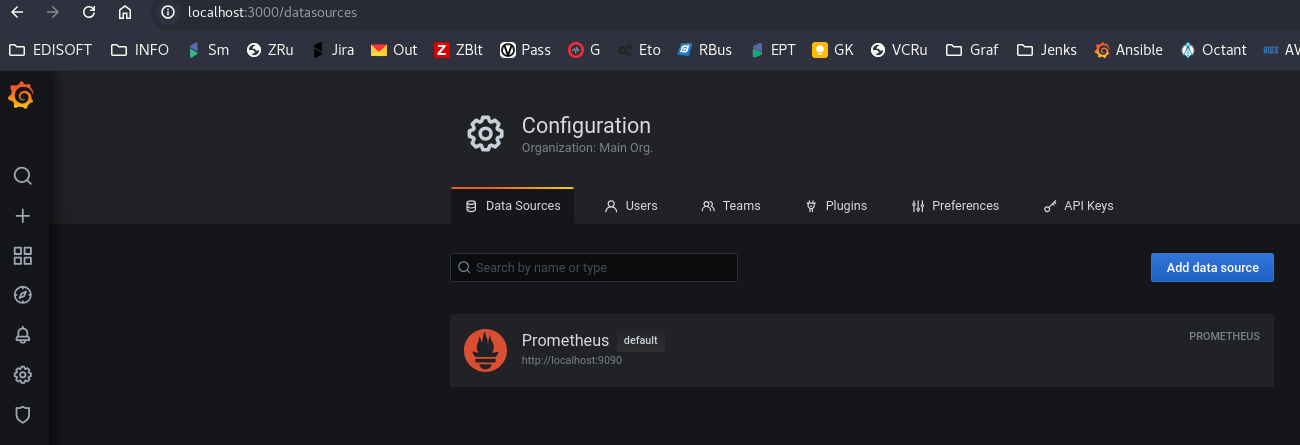 localhost:3000/datasources
EDISOFT INFO Sm ZRu Jira Out ZBlt Pass G Eto RBus EPT GK VCRu Graf Jenks Ansible Octant AWX AV
Configuration
Organization: Main Org.
Data Sources Users Teams Plugins Preferences API Keys
Search by name or type Add data source
Prometheus default PROMETHEUS
http://localhost:9090